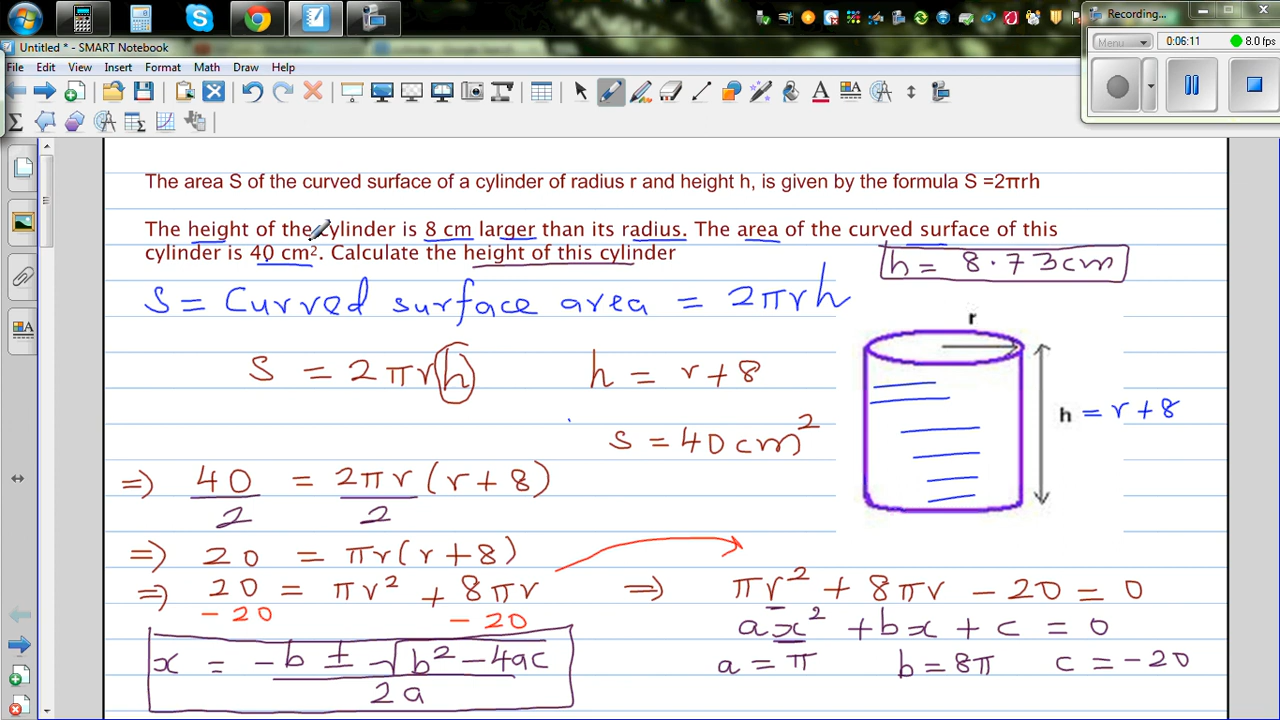 Recording...
Untitled * - SMART Notebook
Menu
0:06:11
8.0 fps
File Edit View Insert Format Math Draw Help
The area S of the curved surface of a cylinder of radius r and height h, is given by the formula S =2πrh
The height of the cylinder is 8 cm larger than its radius. The area of the curved surface of this
cylinder is 40 cm². Calculate the height of this cylinder
h = 8.73cm
S = Curved surface area = 2πrh
r
S = 2πrh
h = r+8
h = r+8
S = 40cm²
=) 40 = 2πr (r+8)
2 2
=) 20 = πr(r+8)
=) 20 = πr² + 8πr
=) πr² + 8πr - 20 = 0
-20 -20
ax² + bx + c = 0
x = -b ± √b²-4ac
2a
a = π b = 8π c = -20